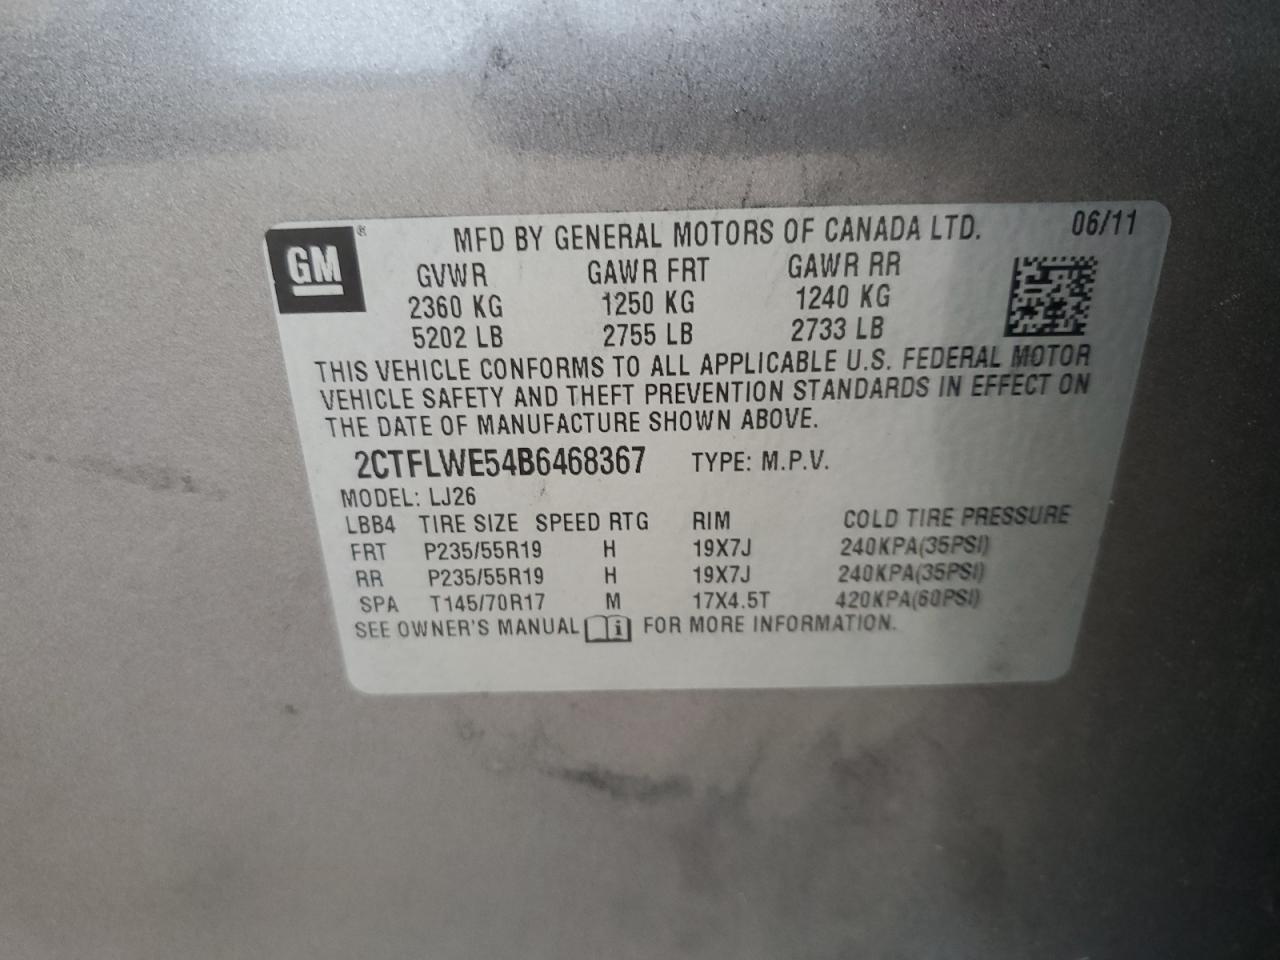 GM® MFD BY GENERAL MOTORS OF CANADA LTD. 06/11
GVWR GAWR FRT GAWR RR
2360 KG 1250 KG 1240 KG
5202 LB 2755 LB 2733 LB
THIS VEHICLE CONFORMS TO ALL APPLICABLE U.S. FEDERAL MOTOR
VEHICLE SAFETY AND THEFT PREVENTION STANDARDS IN EFFECT ON
THE DATE OF MANUFACTURE SHOWN ABOVE.
2CTFLWE54B6468367 TYPE: M.P.V.
MODEL: LJ26
LBB4 TIRE SIZE SPEED RTG RIM COLD TIRE PRESSURE
FRT P235/55R19 H 19X7J 240KPA(35PSI)
RR P235/55R19 H 19X7J 240KPA(35PSI)
SPA T145/70R17 M 17X4.5T 420KPA(60PSI)
SEE OWNER'S MANUAL i FOR MORE INFORMATION.